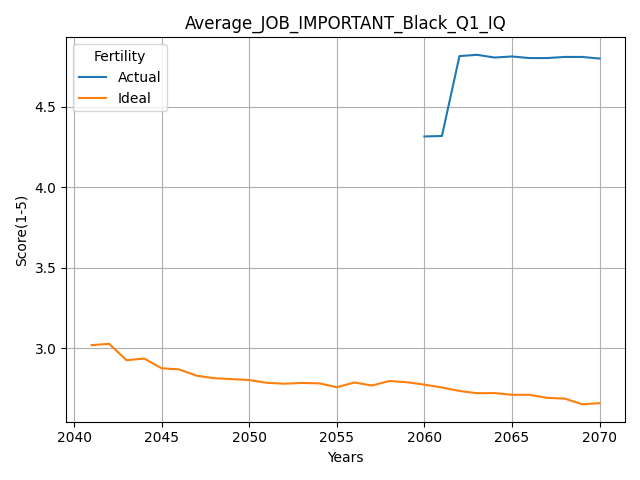 Average_JOB_IMPORTANT_Black_Q1_IQ
Fertility
Actual
Ideal
4.5
4.0
3.5
3.0
Score(1-5)
2040 2045 2050 2055 2060 2065 2070
Years